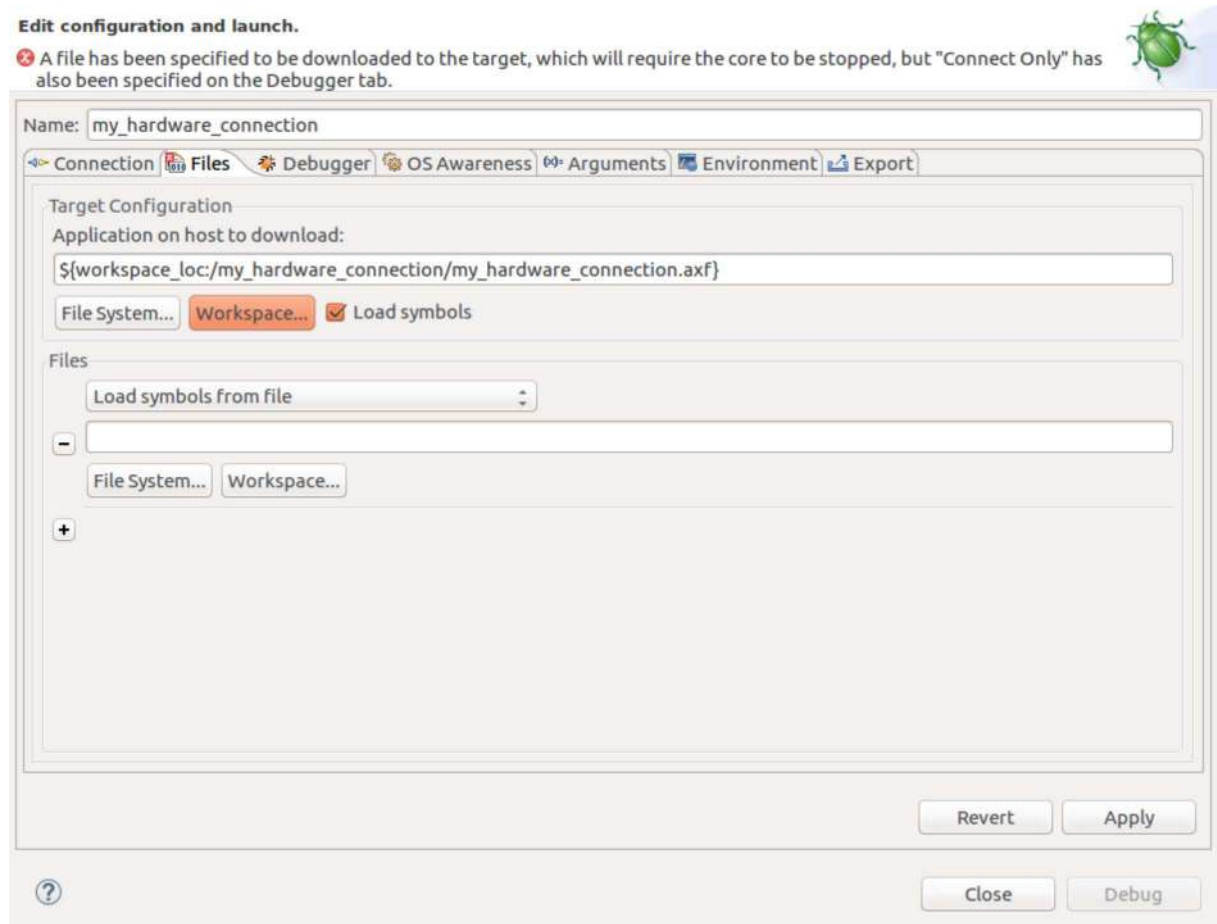 Edit configuration and launch.
A file has been specified to be downloaded to the target, which will require the core to be stopped, but "Connect Only" has
also been specified on the Debugger tab.
Name: my_hardware_connection
Connection Files Debugger OS Awareness Arguments Environment Export
Target Configuration
Application on host to download:
${workspace_loc:/my_hardware_connection/my_hardware_connection.axf}
File System... Workspace... Load symbols
Files
Load symbols from file
-
File System... Workspace...
+
Revert Apply
? Close Debug